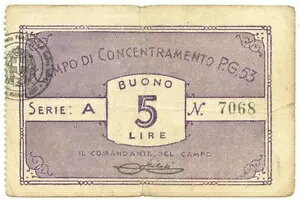 CAMPO DI CONCENTRAMENTO P.G. 53
BUONO
SERIE: A 5 N. 7068
LIRE
IL COMANDANTE DEL CAMPO